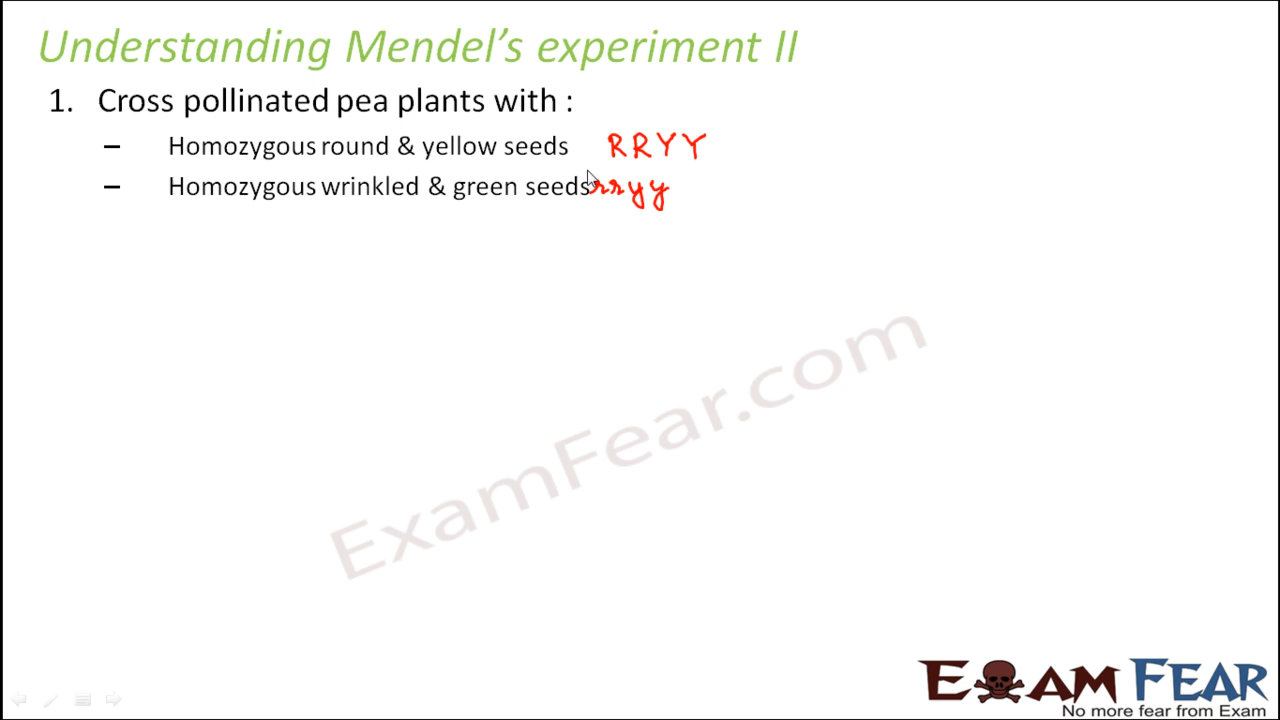 Understanding Mendel's experiment II
1. Cross pollinated pea plants with :
– Homozygous round & yellow seeds RRYY
– Homozygous wrinkled & green seeds rryy
ExamFear.com
EXAM FEAR
No more fear from Exam